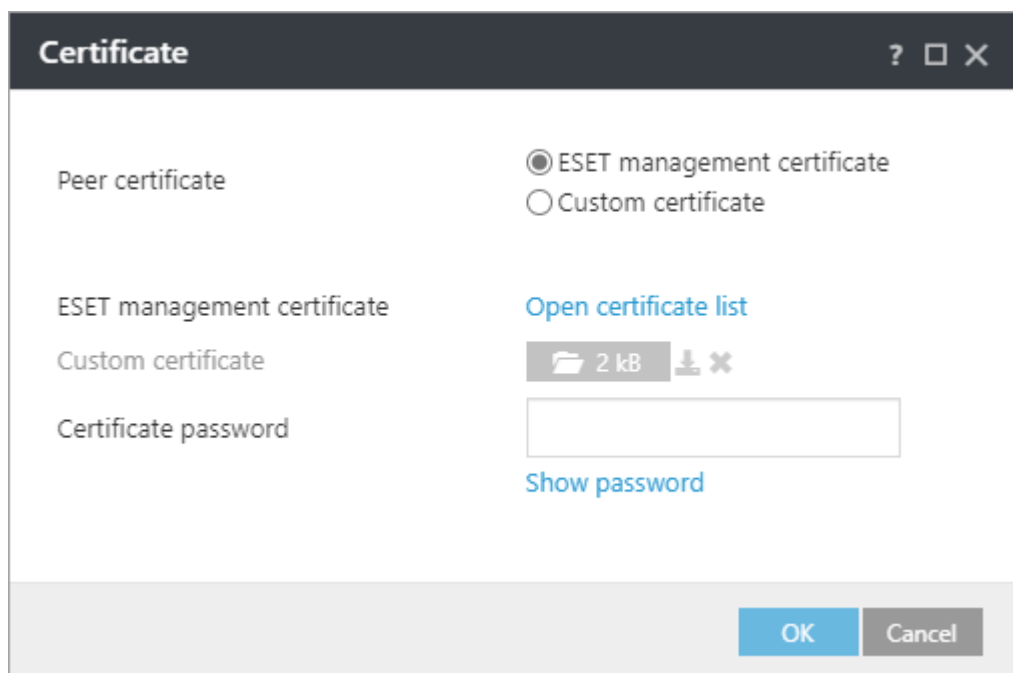 Certificate ?
Peer certificate
ESET management certificate
Custom certificate
ESET management certificate Open certificate list
Custom certificate 2 kB
Certificate password
Show password
OK Cancel